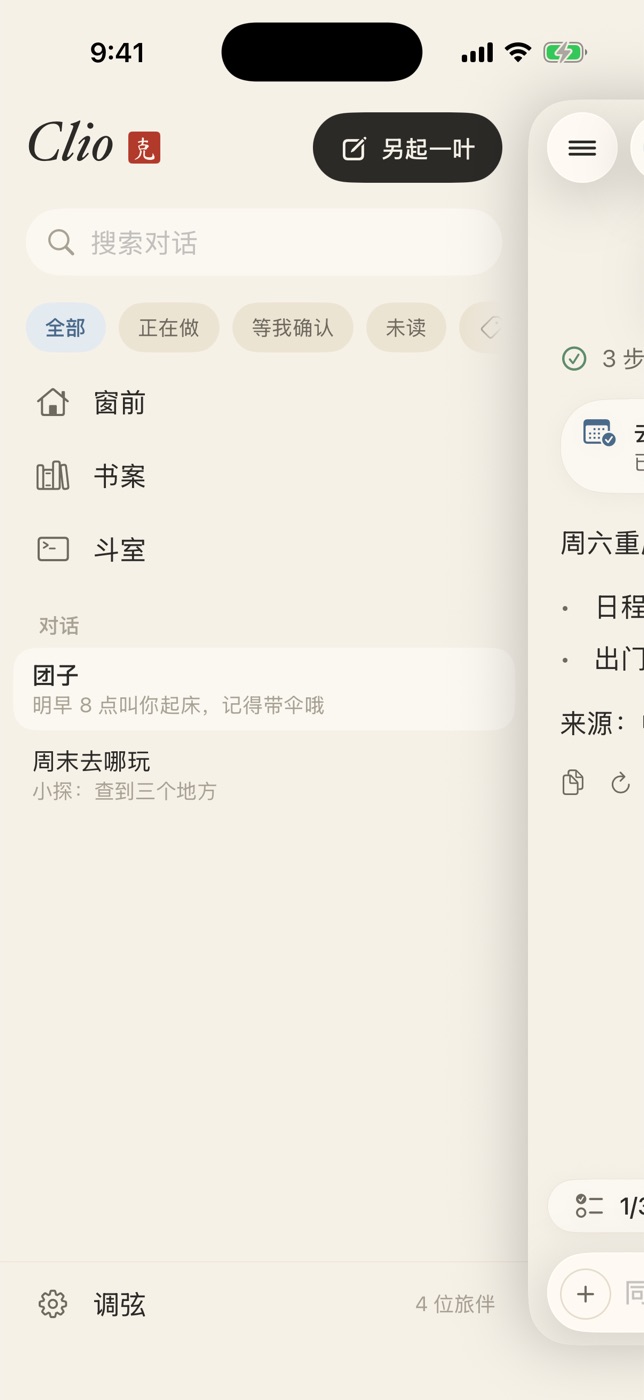 9:41
Clio 克
另起一叶
搜索对话
全部
正在做
等我确认
未读
窗前
书案
斗室
对话
团子
明早 8 点叫你起床，记得带伞哦
周末去哪玩
小探：查到三个地方
调弦
4 位旅伴
3 步
周六重
日程
出门
来源：
1/3